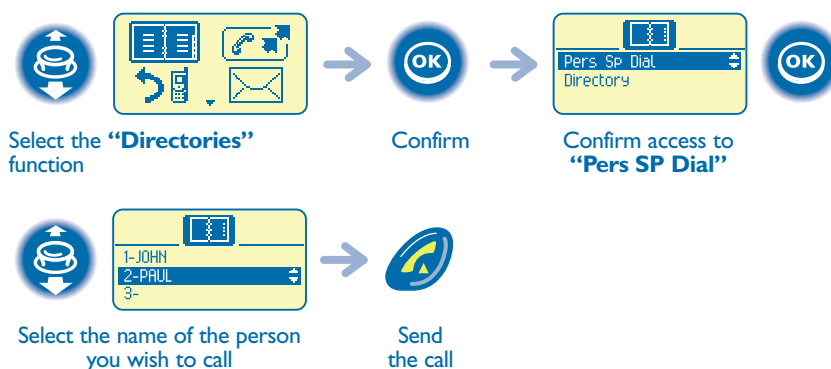 OK
Pers Sp Dial
Directory
OK
Select the “Directories”
function
Confirm
Confirm access to
“Pers SP Dial”
1-JOHN
2-PAUL
3-
Select the name of the person
you wish to call
Send
the call